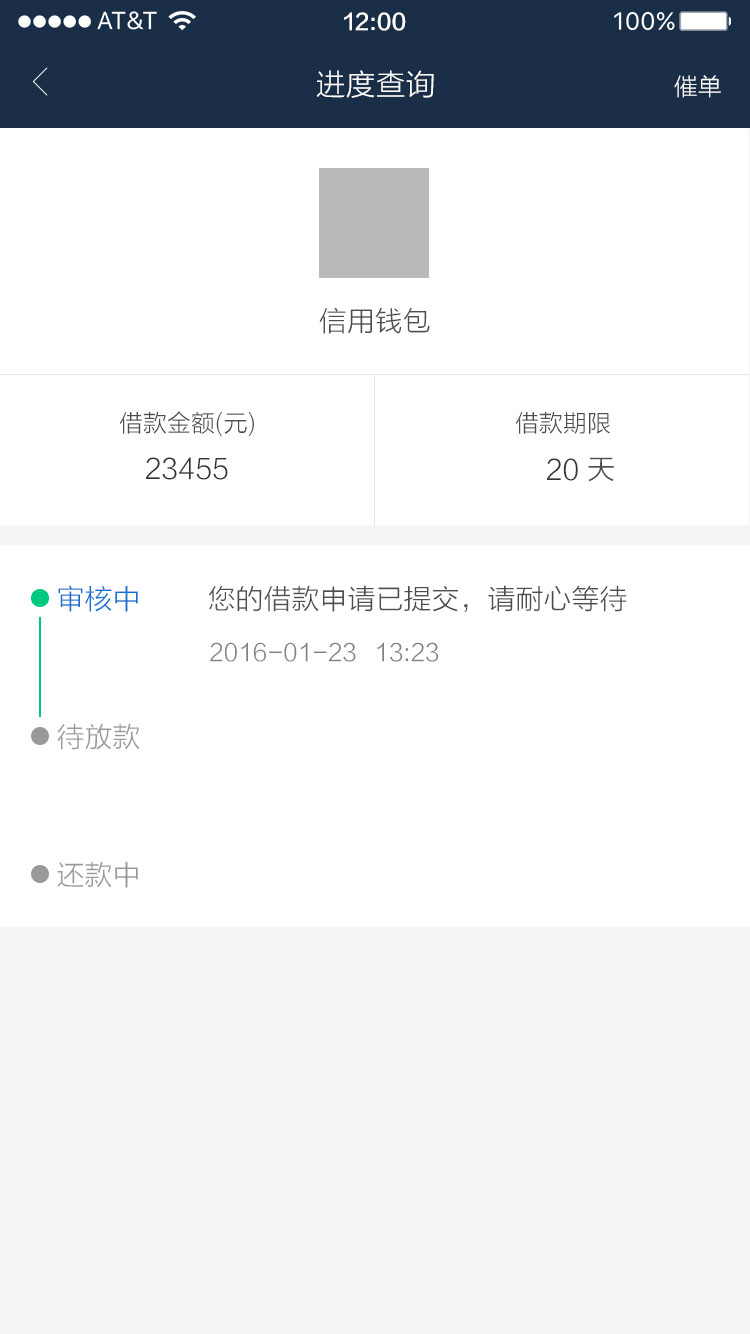 ●●●●● AT&T 12:00 100%
进度查询 催单
信用钱包
借款金额(元) 借款期限
23455 20 天
审核中 您的借款申请已提交，请耐心等待
2016-01-23 13:23
待放款
还款中